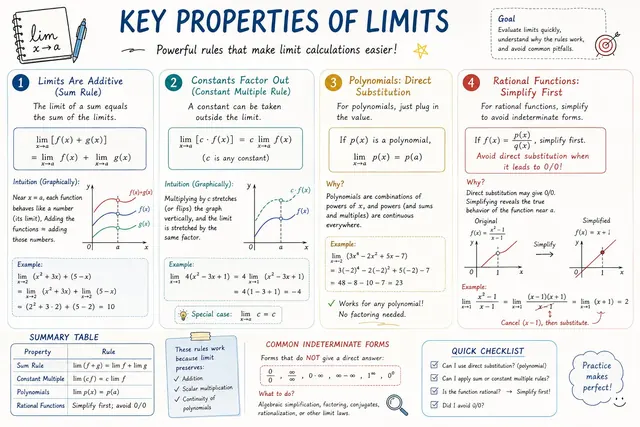 lim
x→a
KEY PROPERTIES OF LIMITS
Powerful rules that make limit calculations easier!
Goal
Evaluate limits quickly,
understand why the rules work,
and avoid common pitfalls.
1 Limits Are Additive
(Sum Rule)
The limit of a sum equals
the sum of the limits.
lim x→a [f(x) + g(x)]
= lim x→a f(x) + lim x→a g(x)
Intuition (Graphically):
Near x = a, each function
behaves like a number
(its limit). Adding the
functions ≈ adding
those numbers.
y
f(x)+g(x)
f(x)
g(x)
a
x
Example:
lim x→2 (x² + 3x) + (5 − x)
= lim x→2 (x² + 3x) + lim x→2 (5 − x)
= (2² + 3·2) + (5 − 2) = 10
2 Constants Factor Out
(Constant Multiple Rule)
A constant can be taken
outside the limit.
lim x→a [c · f(x)] = c lim x→a f(x)
(c is any constant)
Intuition (Graphically):
Multiplying by c stretches
(or flips) the graph
vertically, and the limit
is stretched by the
same factor.
y
c·f(x)
f(x)
a
x
Example:
lim x→1 4(x² − 3x + 1) = 4 lim x→1 (x² − 3x + 1)
= 4(1 − 3 + 1) = −4
Special case: lim x→a c = c
3 Polynomials: Direct
Substitution
For polynomials, just plug in
the value.
If p(x) is a polynomial,
lim x→a p(x) = p(a)
Why?
Polynomials are combinations of
powers of x, and powers (and sums
and multiples) are continuous
everywhere.
Example:
= 48 − 8 − 10 − 7 = 23
✓ Works for any polynomial!
No factoring needed.
4 Rational Functions:
Simplify First
For rational functions, simplify
to avoid indeterminate forms.
If f(x) = p(x)/q(x), simplify first.
Avoid direct substitution when
it leads to 0/0!
Why?
Direct substitution may give 0/0.
Simplifying reveals the true
behavior of the function near a.
Original
f(x) = x² − 1 / x − 1
Simplify
Simplified
y
1
x
y
1
x
Example:
lim x→1 x² − 1 / x − 1 = lim x→1 (x−1)(x+1) / x − 1 = lim x→1 (x + 1) = 2
Cancel (x−1), then substitute.
SUMMARY TABLE
Property Rule
Sum Rule lim (f + g) = lim f + lim g
Constant Multiple lim (cf) = c lim f
Polynomials lim p(x) = p(a)
Rational Functions Simplify first; avoid 0/0
These rules work
because limit
preserves:
✓ Addition
✓ Scalar multiplication
✓ Continuity of
polynomials
COMMON INDETERMINATE FORMS
Forms that do NOT give a direct answer:
0/0, ∞/∞, 0·∞, ∞−∞, 1^∞, 0⁰
What to do?
Algebraic simplification, factoring, conjugates,
rationalization, or other limit laws.
QUICK CHECKLIST
Can I use direct substitution? (polynomial)
Can I apply sum or constant multiple rules?
Is the function rational? → Simplify first!
Did I avoid 0/0?
Practice
makes
perfect!